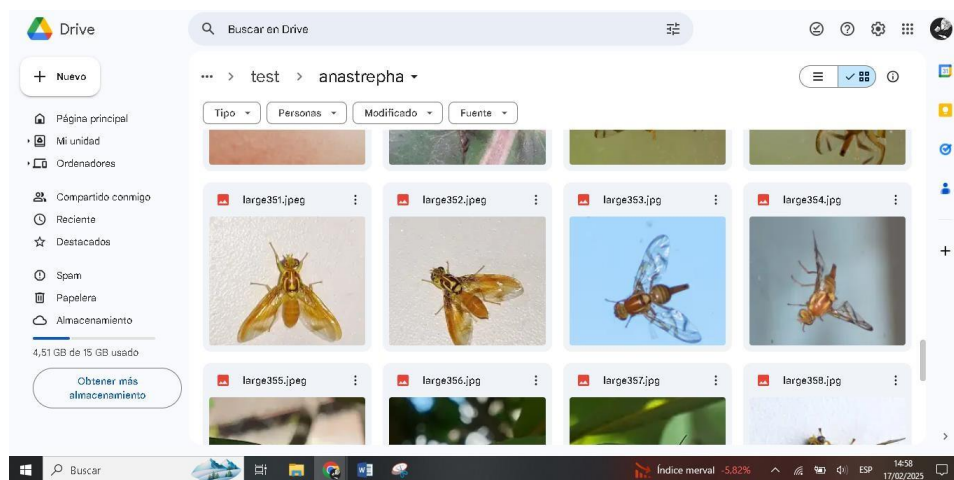 Drive
Buscar en Drive
Nuevo
... > test > anastrepha
Tipo Personas Modificado Fuente
Página principal
Mi unidad
Ordenadores
Compartido conmigo
Reciente
Destacados
Spam
Papelera
Almacenamiento
4,51 GB de 15 GB usado
Obtener más
almacenamiento
large351.jpeg large352.jpeg large353.jpg large354.jpg
large355.jpeg large356.jpg large357.jpg large358.jpg
31
Buscar
Índice merval -5,82%
ESP
14:58
17/02/2025